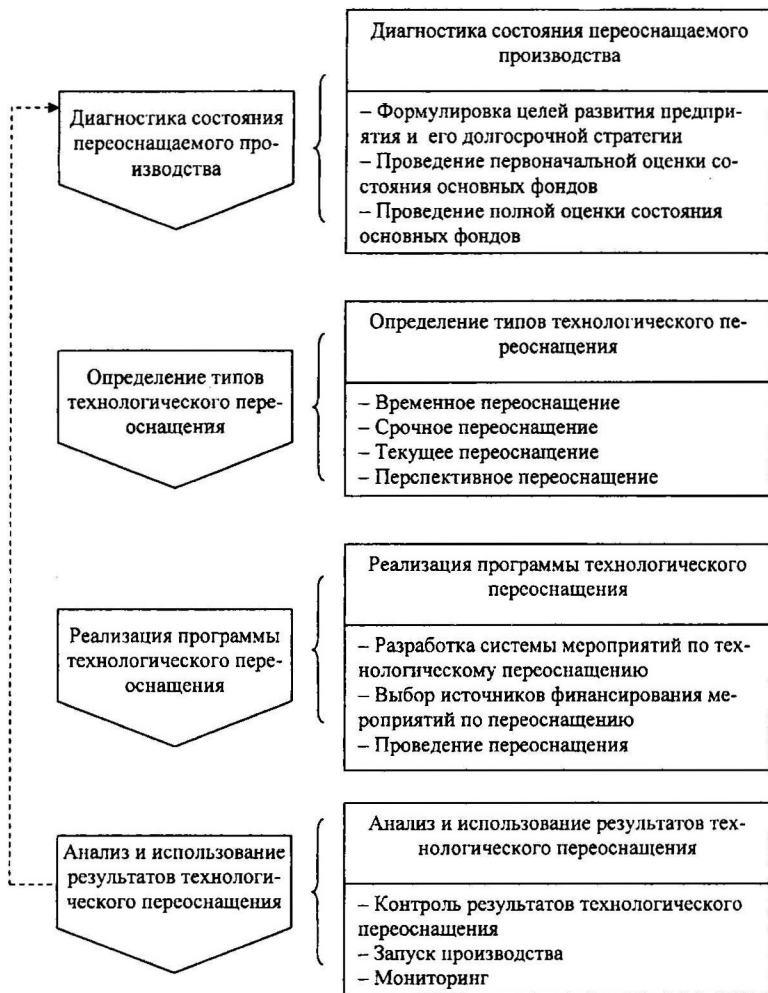 Диагностика состояния
переоснащаемого про-
изводства
Диагностика состояния переоснащаемого
производства
– Формулировка целей развития предпри-
ятия и его долгосрочной стратегии
– Проведение первоначальной оценки со-
стояния основных фондов
– Проведение полной оценки состояния
основных фондов
Определение типов
технологического пере-
оснащения
Определение типов технологического пе-
реоснащения
– Временное переоснащение
– Срочное переоснащение
– Текущее переоснащение
– Перспективное переоснащение
Реализация программы
технологического пере-
оснащения
Реализация программы технологического
переоснащения
– Разработка системы мероприятий по тех-
нологическому переоснащению
– Выбор источников финансирования ме-
роприятий по переоснащению
– Проведение переоснащения
Анализ и использование
результатов технологи-
ческого переоснащения
Анализ и использование результатов тех-
нологического переоснащения
– Контроль результатов технологического
переоснащения
– Запуск производства
– Мониторинг